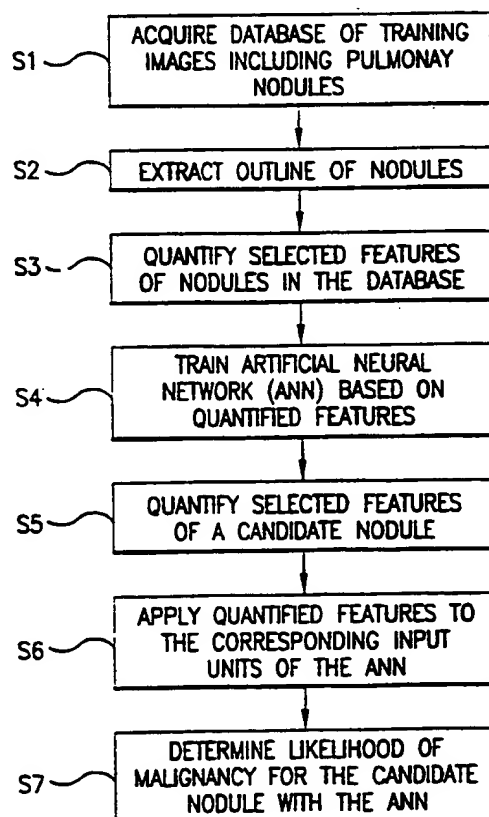 S1
ACQUIRE DATABASE OF TRAINING
IMAGES INCLUDING PULMONAY
NODULES
S2
EXTRACT OUTLINE OF NODULES
S3
QUANTIFY SELECTED FEATURES
OF NODULES IN THE DATABASE
S4
TRAIN ARTIFICIAL NEURAL
NETWORK (ANN) BASED ON
QUANTIFIED FEATURES
S5
QUANTIFY SELECTED FEATURES
OF A CANDIDATE NODULE
S6
APPLY QUANTIFIED FEATURES TO
THE CORRESPONDING INPUT
UNITS OF THE ANN
S7
DETERMINE LIKELIHOOD OF
MALIGNANCY FOR THE CANDIDATE
NODULE WITH THE ANN